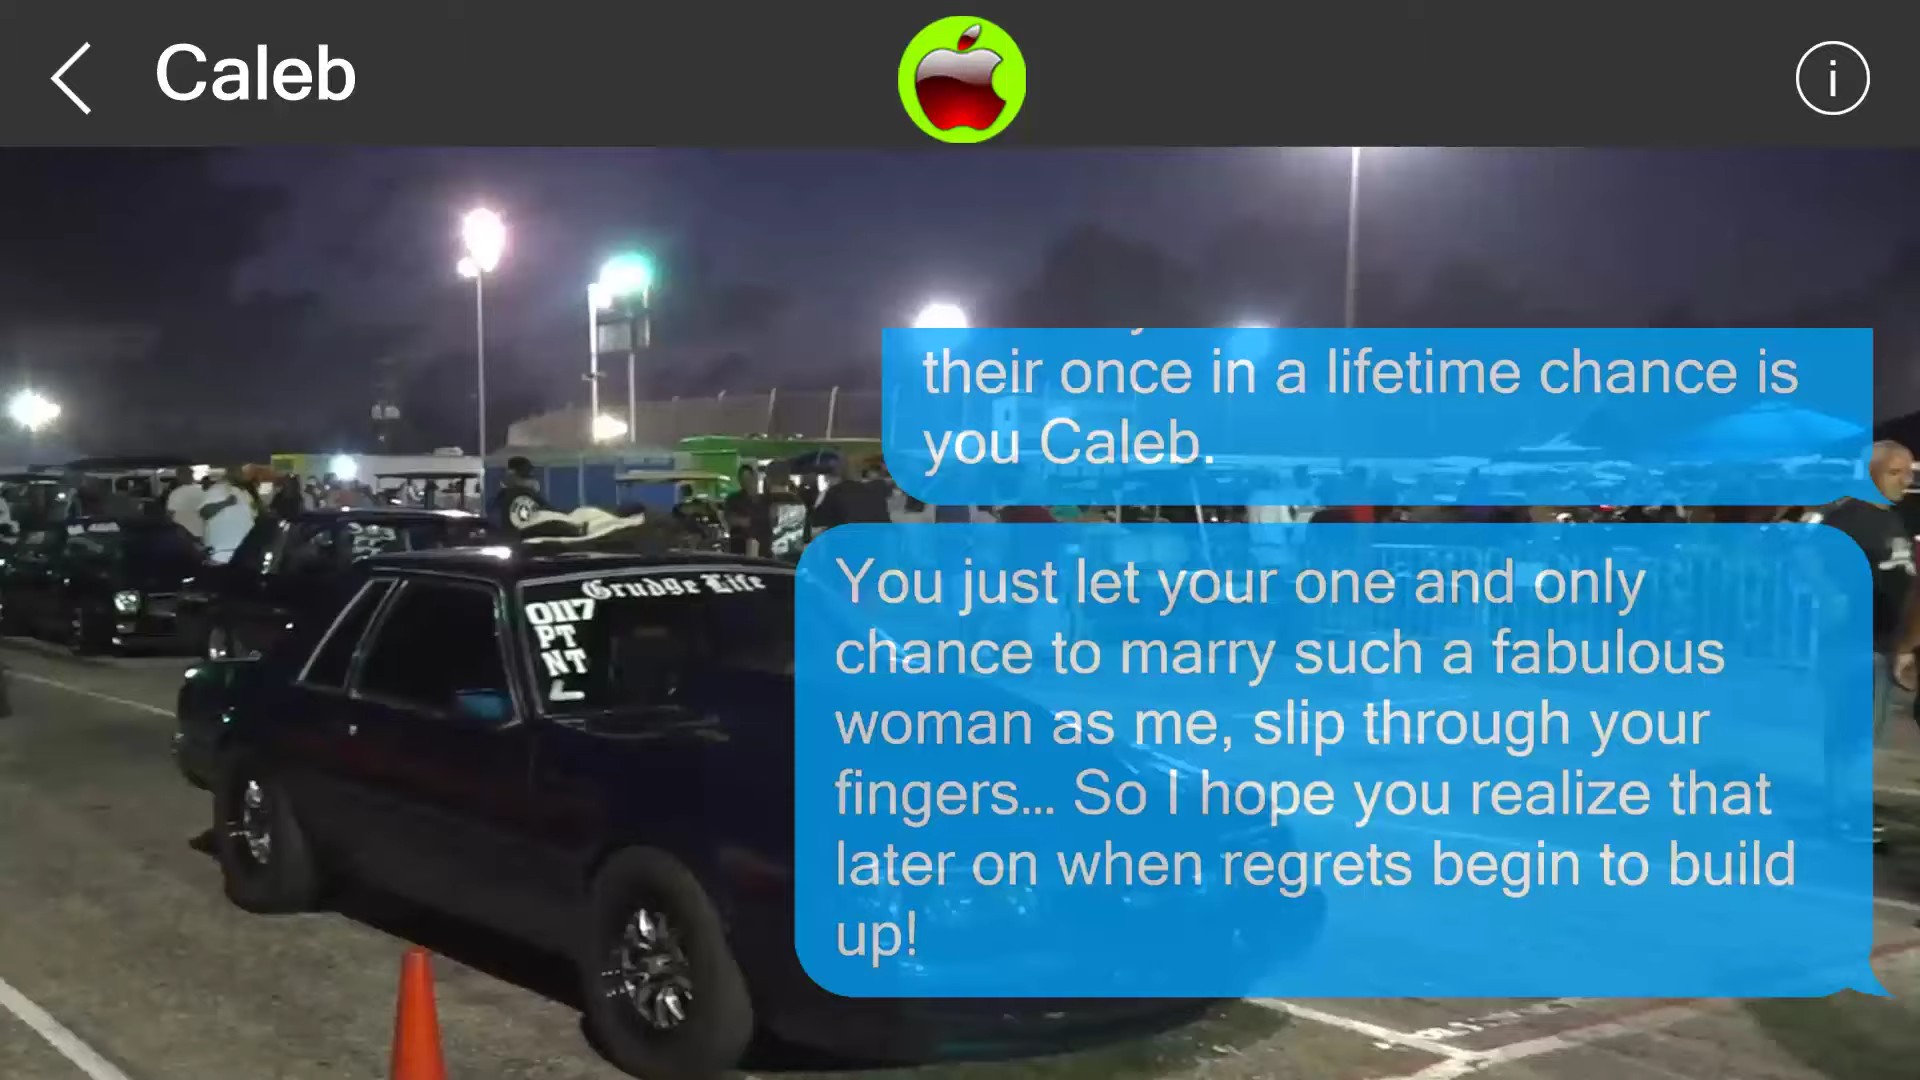 Caleb
i
their once in a lifetime chance is
you Caleb.
You just let your one and only
chance to marry such a fabulous
woman as me, slip through your
fingers... So I hope you realize that
later on when regrets begin to build
up!
Grudge Life
0117
PT
NT